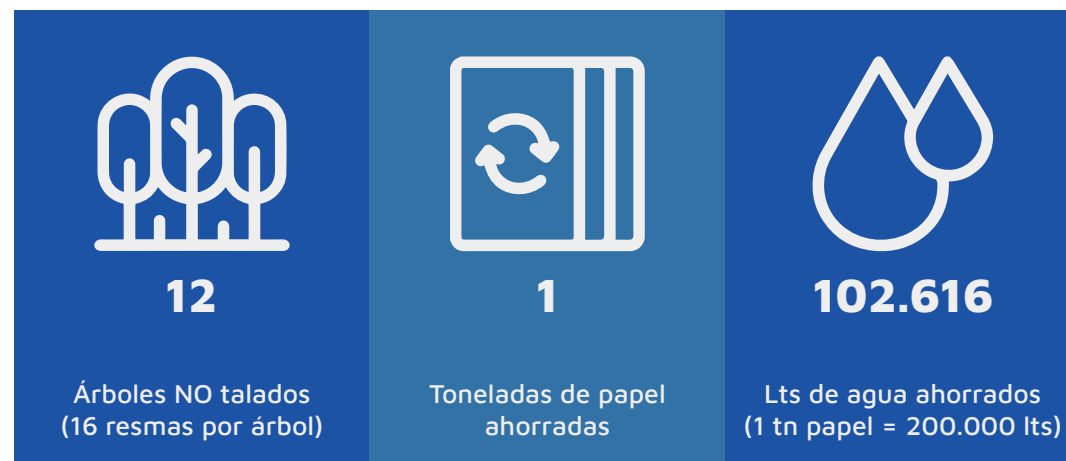 12
Árboles NO talados
(16 resmas por árbol)
1
Toneladas de papel
ahorradas
102.616
Lts de agua ahorrados
(1 tn papel = 200.000 lts)